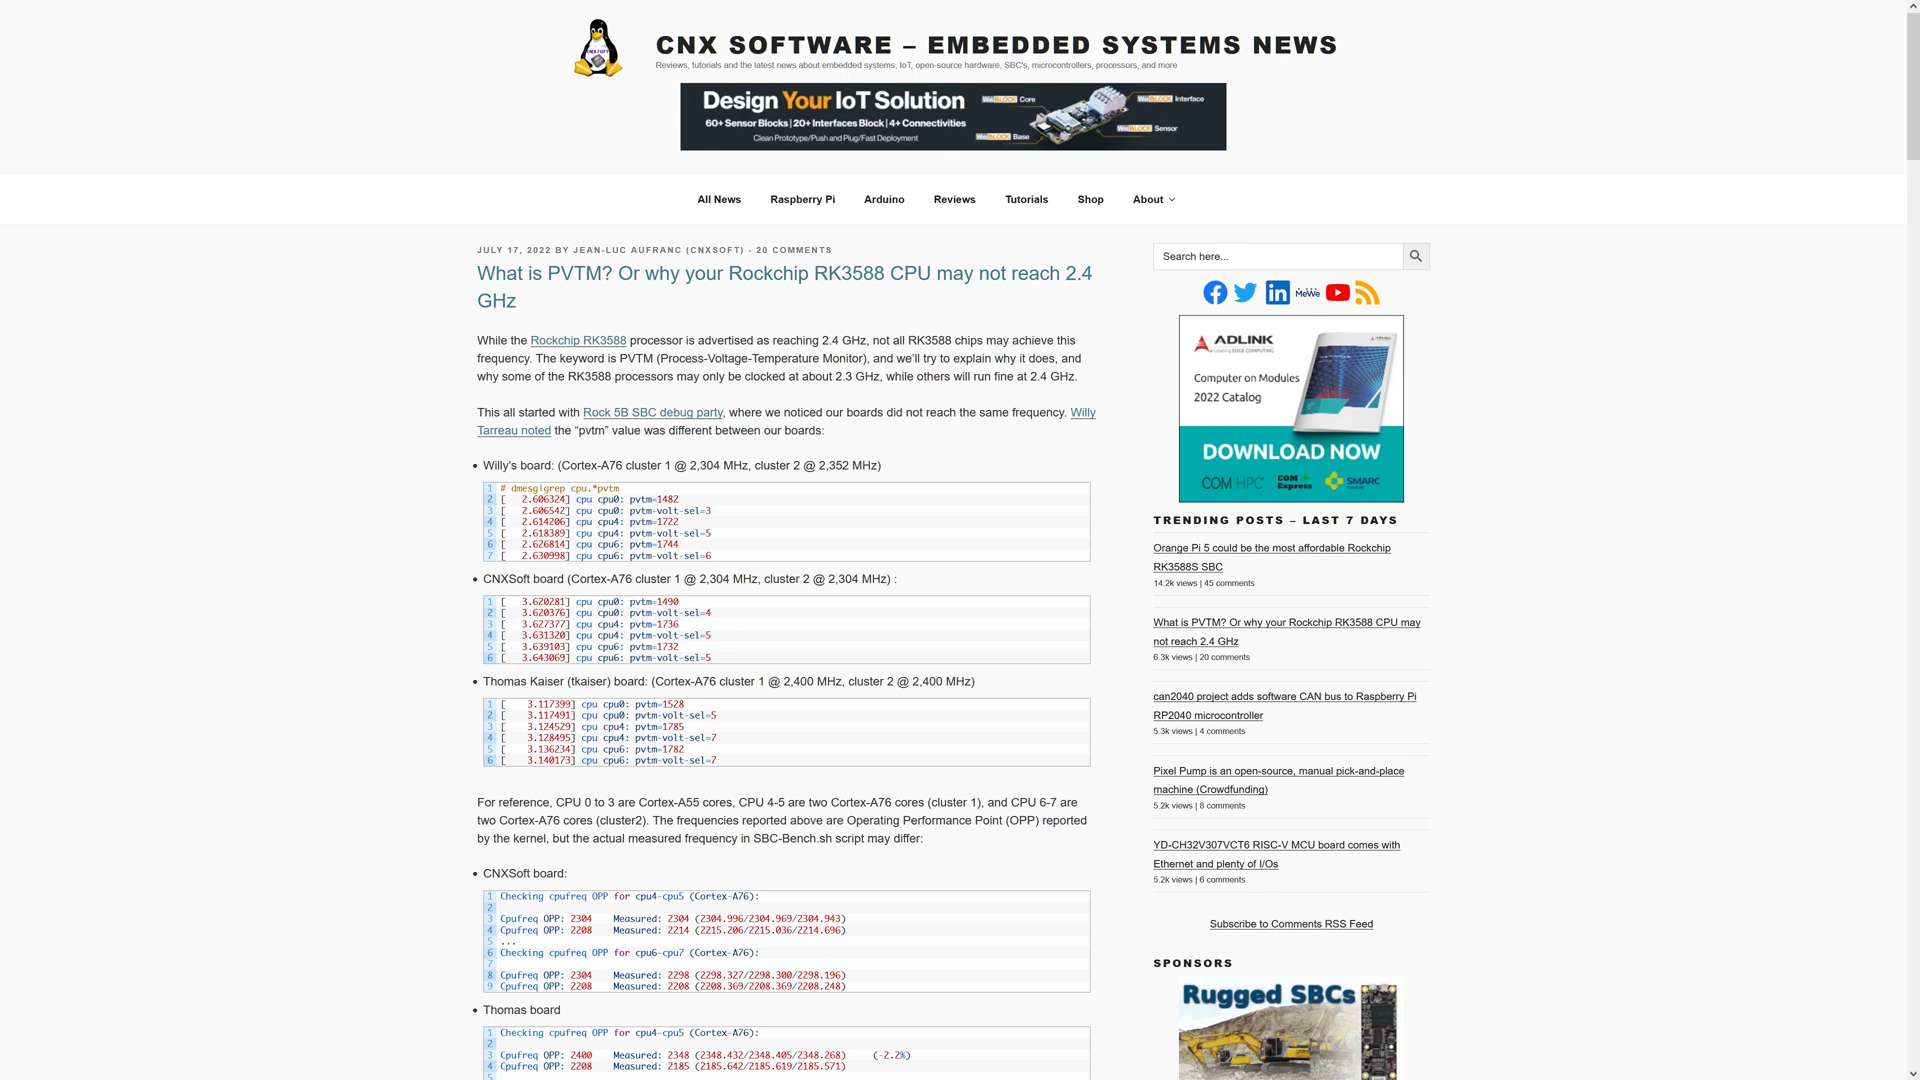 CNX SOFTWARE – EMBEDDED SYSTEMS NEWS
Reviews, tutorials and the latest news about embedded systems, IoT, open-source hardware, SBC's, microcontrollers, processors, and more
Design Your IoT Solution
60+ Sensor Blocks | 20+ Interfaces Block | 4+ Connectivities
Clean Prototype/Push and Plug/Fast Deployment
WisBLOCK Core
WisBLOCK Interface
WisBLOCK Sensor
WisBLOCK Base
All News
Raspberry Pi
Arduino
Reviews
Tutorials
Shop
About
JULY 17, 2022 BY JEAN-LUC AUFRANC (CNXSOFT) - 20 COMMENTS
What is PVTM? Or why your Rockchip RK3588 CPU may not reach 2.4
GHz
While the Rockchip RK3588 processor is advertised as reaching 2.4 GHz, not all RK3588 chips may achieve this
frequency. The keyword is PVTM (Process-Voltage-Temperature Monitor), and we'll try to explain why it does, and
why some of the RK3588 processors may only be clocked at about 2.3 GHz, while others will run fine at 2.4 GHz.
This all started with Rock 5B SBC debug party, where we noticed our boards did not reach the same frequency. Willy
Tarreau noted the “pvtm” value was different between our boards:
• Willy's board: (Cortex-A76 cluster 1 @ 2,304 MHz, cluster 2 @ 2,352 MHz)
1 # dmesg|grep cpu.*pvtm
2 [ 2.606324] cpu cpu0: pvtm=1482
3 [ 2.606542] cpu cpu0: pvtm-volt-sel=3
4 [ 2.614206] cpu cpu4: pvtm=1722
5 [ 2.618389] cpu cpu4: pvtm-volt-sel=5
6 [ 2.626814] cpu cpu6: pvtm=1744
7 [ 2.630998] cpu cpu6: pvtm-volt-sel=6
• CNXSoft board (Cortex-A76 cluster 1 @ 2,304 MHz, cluster 2 @ 2,304 MHz) :
1 [ 3.620281] cpu cpu0: pvtm=1490
2 [ 3.620376] cpu cpu0: pvtm-volt-sel=4
3 [ 3.627377] cpu cpu4: pvtm=1736
4 [ 3.631320] cpu cpu4: pvtm-volt-sel=5
5 [ 3.639103] cpu cpu6: pvtm=1732
6 [ 3.643069] cpu cpu6: pvtm-volt-sel=5
• Thomas Kaiser (tkaiser) board: (Cortex-A76 cluster 1 @ 2,400 MHz, cluster 2 @ 2,400 MHz)
1 [ 3.117399] cpu cpu0: pvtm=1528
2 [ 3.117491] cpu cpu0: pvtm-volt-sel=5
3 [ 3.124529] cpu cpu4: pvtm=1785
4 [ 3.128495] cpu cpu4: pvtm-volt-sel=7
5 [ 3.136234] cpu cpu6: pvtm=1782
6 [ 3.140173] cpu cpu6: pvtm-volt-sel=7
For reference, CPU 0 to 3 are Cortex-A55 cores, CPU 4-5 are two Cortex-A76 cores (cluster 1), and CPU 6-7 are
two Cortex-A76 cores (cluster2). The frequencies reported above are Operating Performance Point (OPP) reported
by the kernel, but the actual measured frequency in SBC-Bench.sh script may differ:
• CNXSoft board:
1 Checking cpufreq OPP for cpu4-cpu5 (Cortex-A76):
2
3 Cpufreq OPP: 2304 Measured: 2304 (2304.996/2304.969/2304.943)
4 Cpufreq OPP: 2208 Measured: 2214 (2215.206/2215.036/2214.696)
5 ...
6 Checking cpufreq OPP for cpu6-cpu7 (Cortex-A76):
7
8 Cpufreq OPP: 2304 Measured: 2298 (2298.327/2298.300/2298.196)
9 Cpufreq OPP: 2208 Measured: 2208 (2208.369/2208.369/2208.248)
• Thomas board
1 Checking cpufreq OPP for cpu4-cpu5 (Cortex-A76):
2
3 Cpufreq OPP: 2400 Measured: 2348 (2348.432/2348.405/2348.268) (-2.2%)
4 Cpufreq OPP: 2208 Measured: 2185 (2185.642/2185.619/2185.571)
5
Search here...
MeWe
ADLINK
Leading EDGE COMPUTING
Computer on Modules
2022 Catalog
DOWNLOAD NOW
COM HPC
COM Express
SMARC
TRENDING POSTS – LAST 7 DAYS
Orange Pi 5 could be the most affordable Rockchip
RK3588S SBC
14.2k views | 45 comments
What is PVTM? Or why your Rockchip RK3588 CPU may
not reach 2.4 GHz
6.3k views | 20 comments
can2040 project adds software CAN bus to Raspberry Pi
RP2040 microcontroller
5.3k views | 4 comments
Pixel Pump is an open-source, manual pick-and-place
machine (Crowdfunding)
5.2k views | 8 comments
YD-CH32V307VCT6 RISC-V MCU board comes with
Ethernet and plenty of I/Os
5.2k views | 6 comments
Subscribe to Comments RSS Feed
SPONSORS
Rugged SBCs